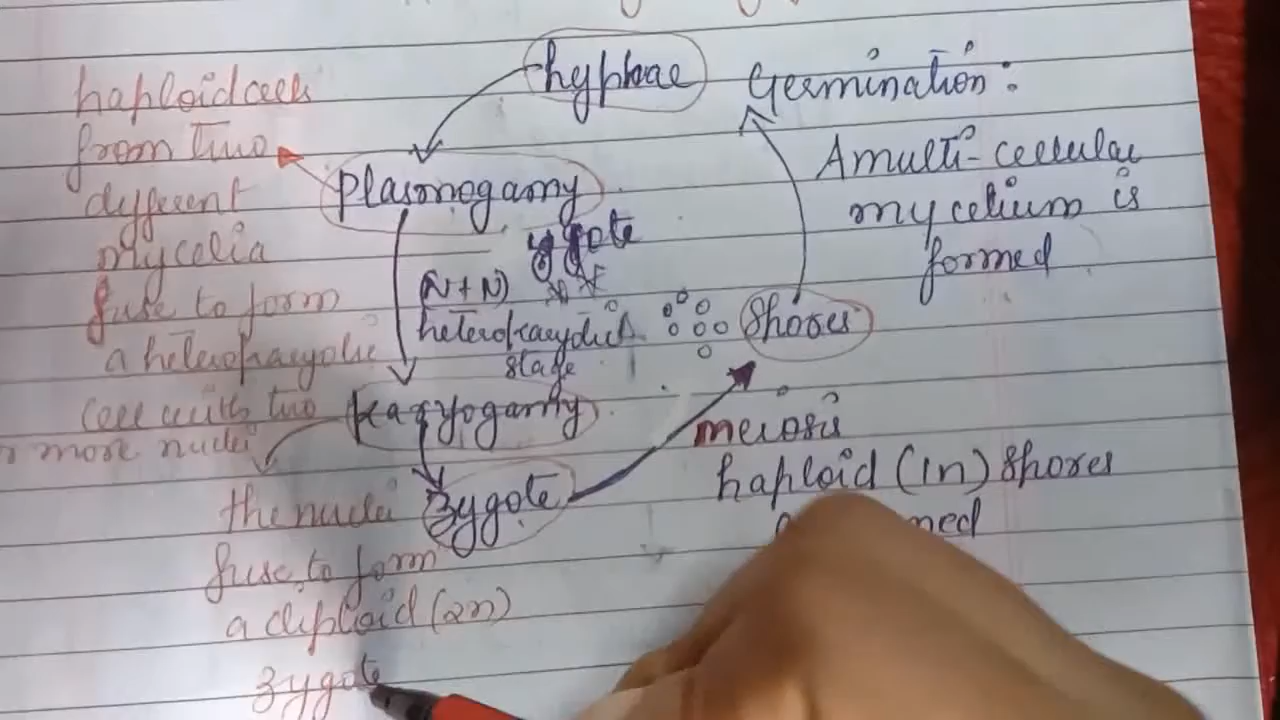 hyphae
Germination :
A multi-cellular
mycelium is
formed
haploid cells
from two
different
mycelia
fuse to form
a heterokaryotic
cell with two
or more nuclei
Plasmogamy
(N+N)
heterokaryotic
stage
Spores
Karyogamy
Zygote
meiosis
haploid (1n) Spores
the nuclei
fuse to form
a diploid (2n)
zygote